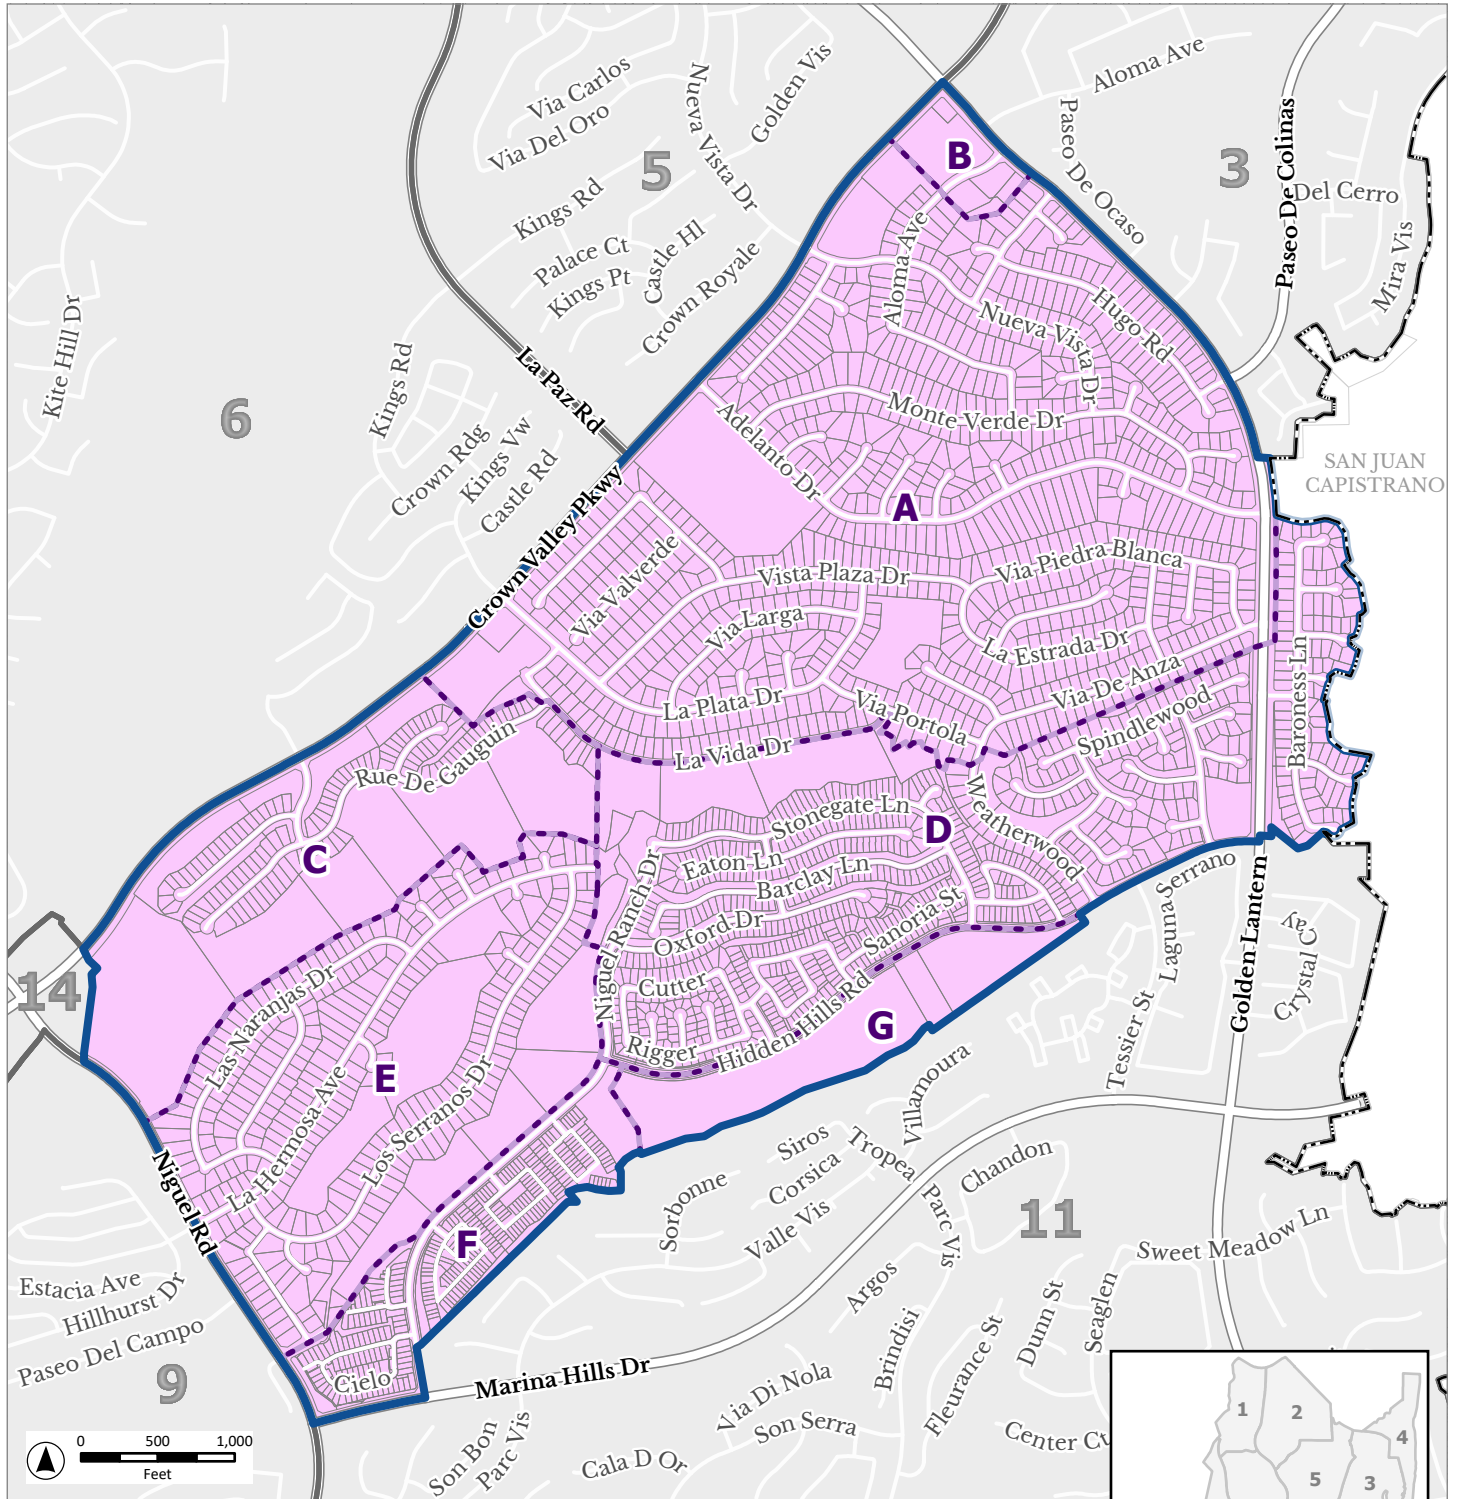 Via Carlos
Via Del Oro
Nueva Vista Dr
Golden Vis
Aloma Ave
5
B
Paseo De Ocaso
3
Paseo De Colinas
Del Cerro
Mira Vis
Kings Rd
Palace Ct
Kings Pt
Castle Hl
Crown Royale
Kite Hill Dr
6
La Paz Rd
Kings Rd
Crown Rdg
Kings Vw
Castle Rd
Crown Valley Pkwy
Aloma Ave
Nueva Vista Dr
Hugo Rd
Monte Verde Dr
Adelanto Dr
A
SAN JUAN
CAPISTRANO
Via Valverde
Vista Plaza Dr
Via Piedra Blanca
Via Larga
La Estrada Dr
La Plata Dr
Via De Anza
Via Portola
Spindlewood
Baroness Ln
La Vida Dr
Rue De Gauguin
C
Stonegate Ln
D
Weatherwood
Eaton Ln
Barclay Ln
Niguel Ranch Dr
Oxford Dr
Sanoria St
Cutter
Rigger
Hidden Hills Rd
G
Laguna Serrano
Golden Lantern
Crystal Cay
Tessier St
14
Las Naranjas Dr
E
La Hermosa Ave
Los Serranos Dr
Niguel Rd
F
Cielo
Villamoura
Siros
Tropea
Corsica
Chandon
Sorbonne
Valle Vis
Parc Vis
11
Sweet Meadow Ln
Argos
Estacia Ave
Hillhurst Dr
Paseo Del Campo
9
Marina Hills Dr
Brindisi
Fleurance St
Dunn St
Seaglen
Via Di Nola
Son Serra
Center Ct
Son Bon
Parc Vis
Cala D Or
0 500 1,000
Feet
1
2
4
5
3